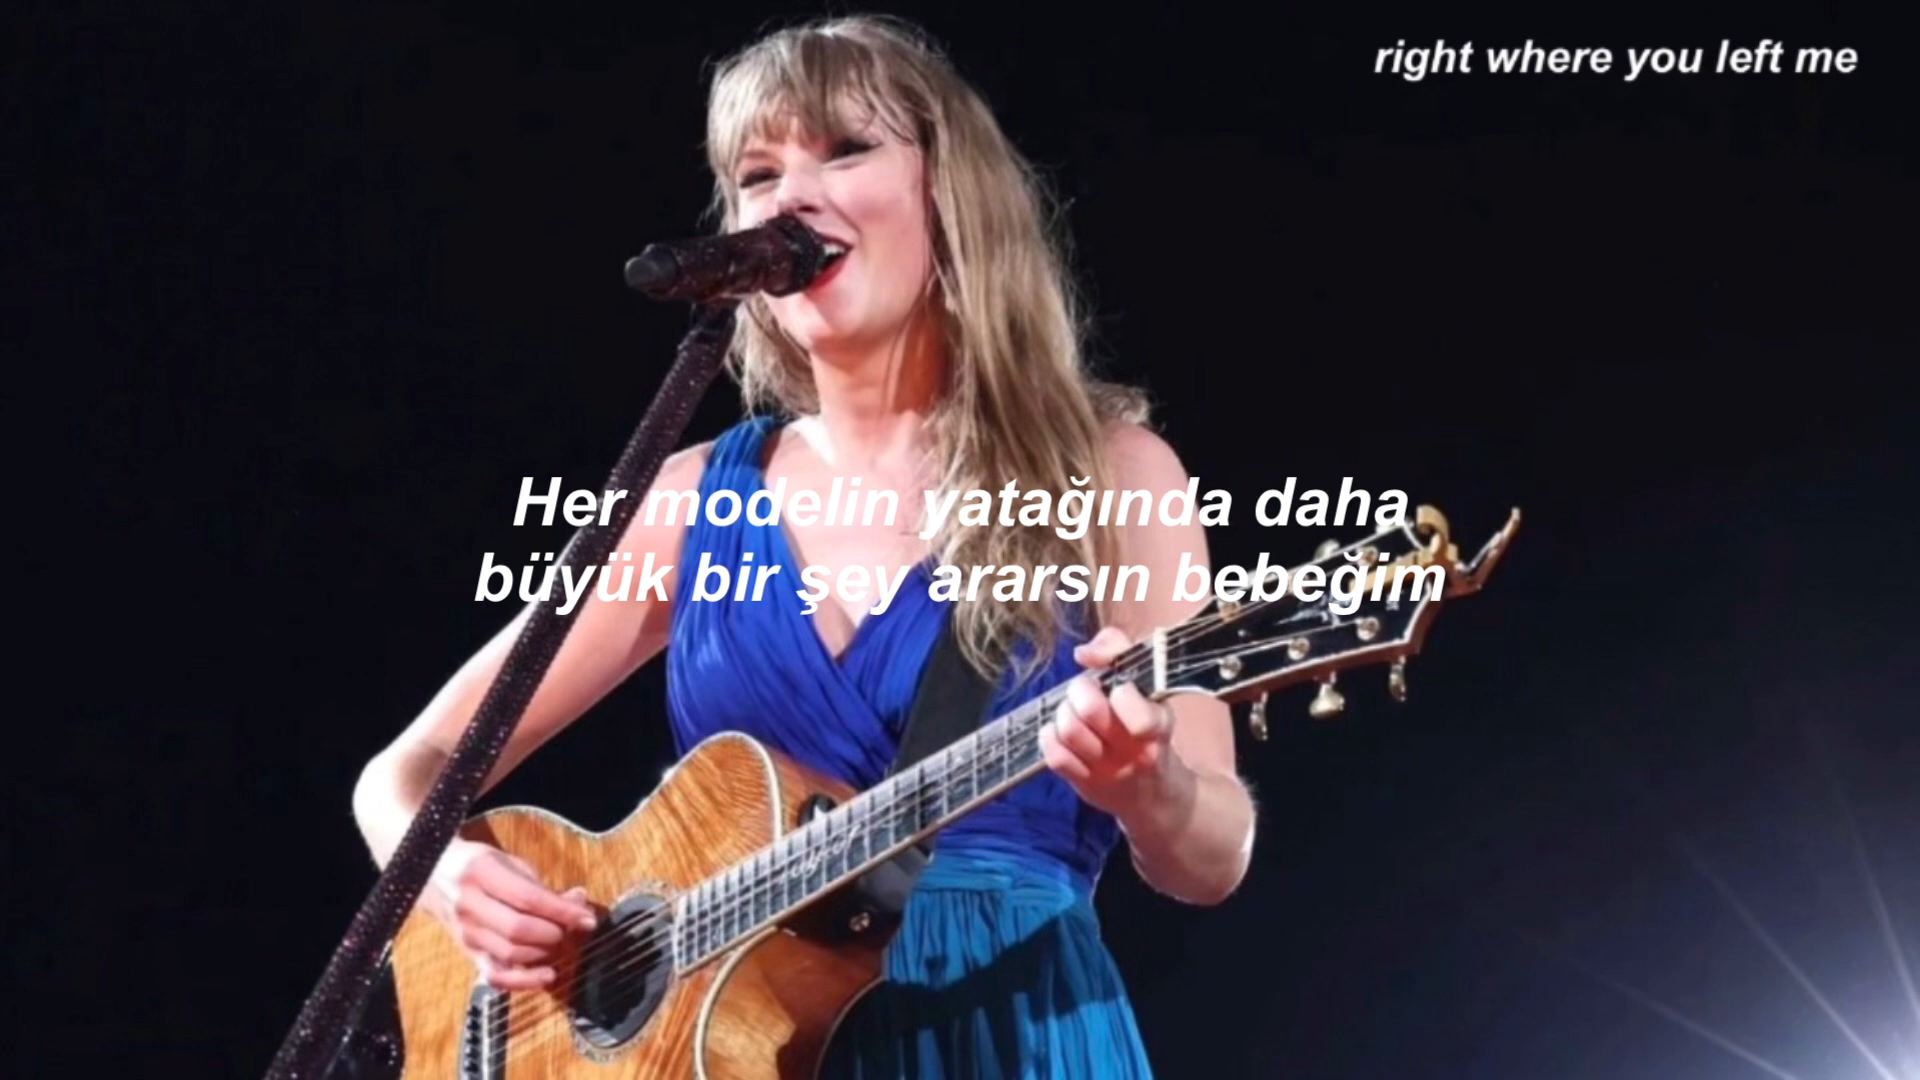 right where you left me
Her modelin yatağında daha
büyük bir şey ararsın bebeğim